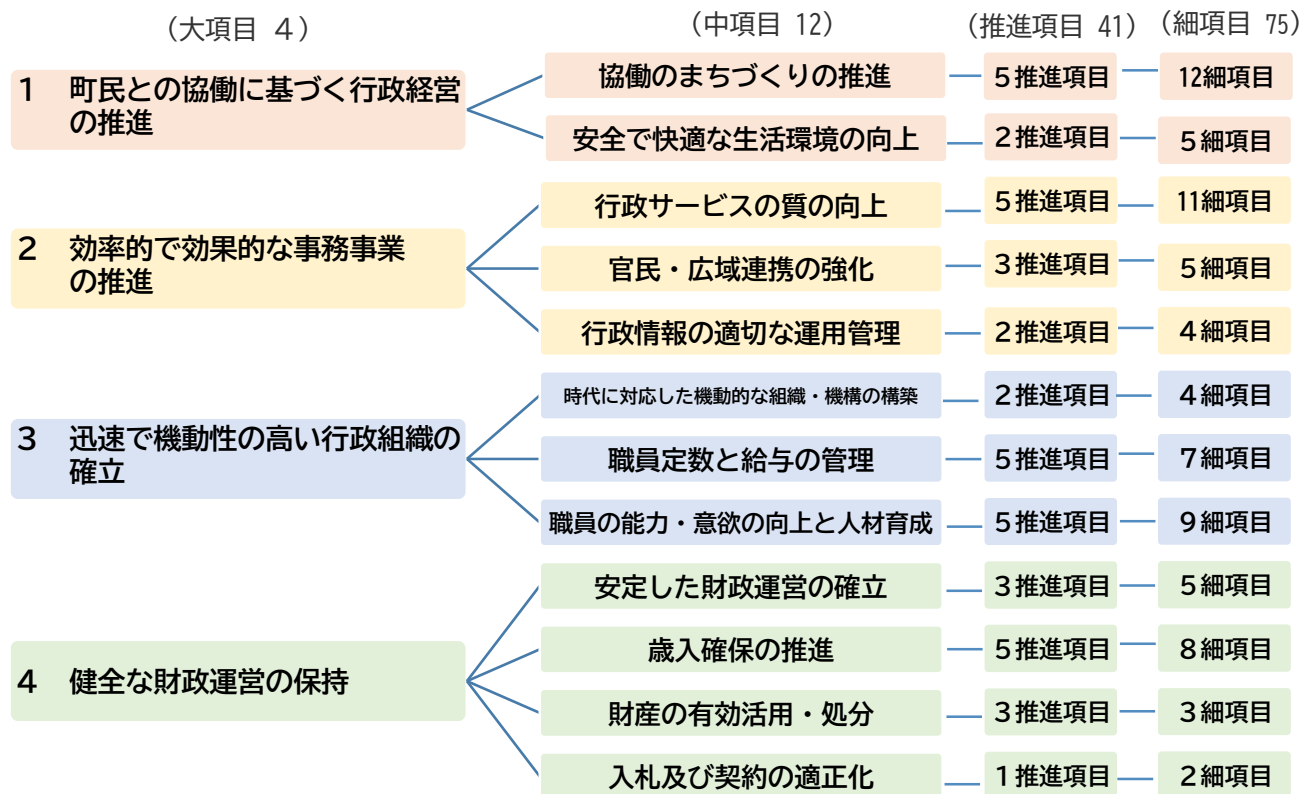 (大項目 4)
(中項目 12)
(推進項目 41)
(細項目 75)
1 町民との協働に基づく行政経営
の推進
協働のまちづくりの推進
5推進項目
12細項目
安全で快適な生活環境の向上
2推進項目
5細項目
2 効率的で効果的な事務事業
の推進
行政サービスの質の向上
5推進項目
11細項目
官民・広域連携の強化
3推進項目
5細項目
行政情報の適切な運用管理
2推進項目
4細項目
3 迅速で機動性の高い行政組織の
確立
時代に対応した機動的な組織・機構の構築
2推進項目
4細項目
職員定数と給与の管理
5推進項目
7細項目
職員の能力・意欲の向上と人材育成
5推進項目
9細項目
4 健全な財政運営の保持
安定した財政運営の確立
3推進項目
5細項目
歳入確保の推進
5推進項目
8細項目
財産の有効活用・処分
3推進項目
3細項目
入札及び契約の適正化
1推進項目
2細項目